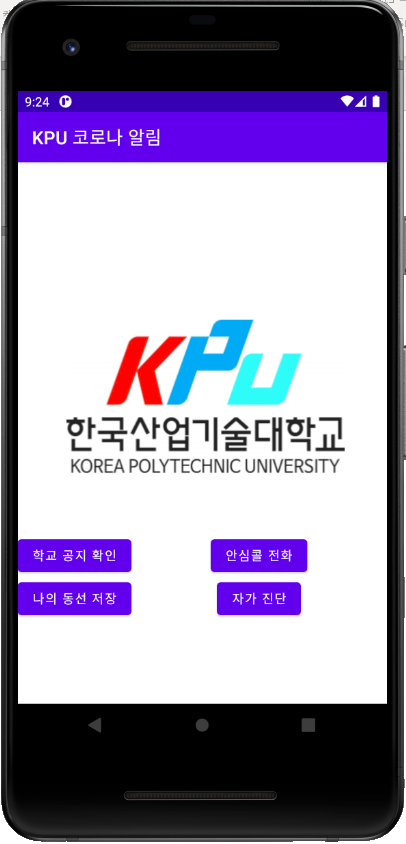 9:24
KPU 코로나 알림
KPU
한국산업기술대학교
KOREA POLYTECHNIC UNIVERSITY
학교 공지 확인
안심콜 전화
나의 동선 저장
자가 진단